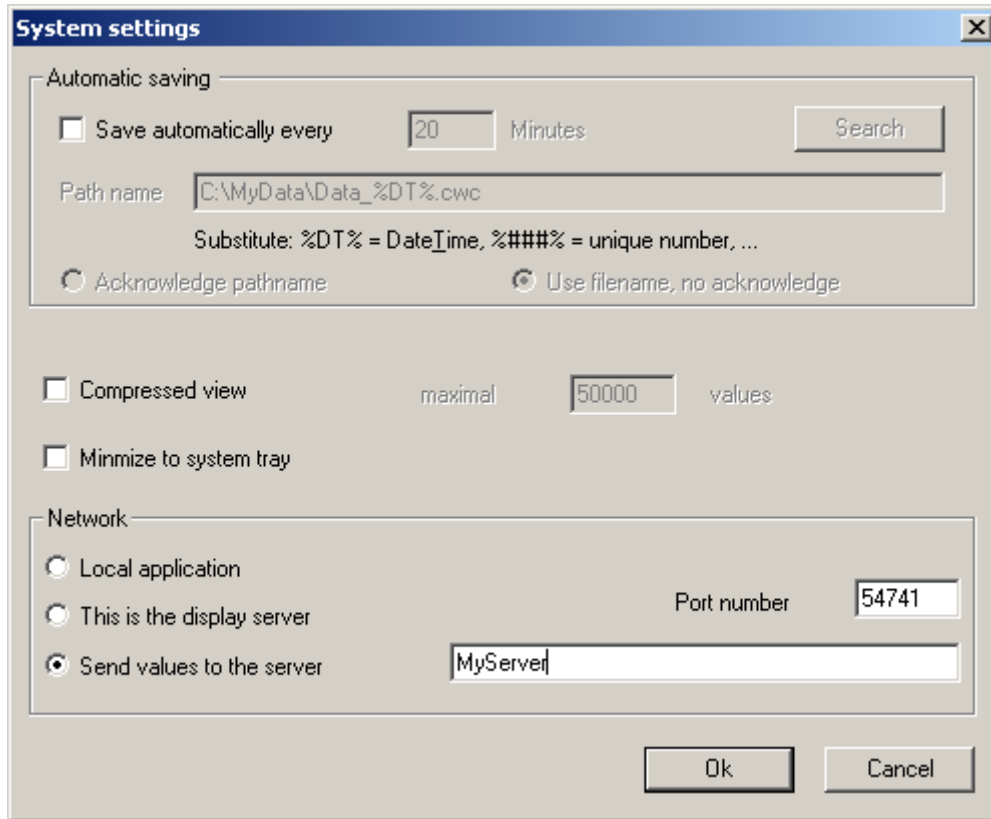 System settings
Automatic saving
Save automatically every 20 Minutes Search
Path name C:\MyData\Data_%DT%.cwc
Substitute: %DT% = DateTime, %###% = unique number, ...
Acknowledge pathname Use filename, no acknowledge
Compressed view maximal 50000 values
Minmize to system tray
Network
Local application
This is the display server Port number 54741
Send values to the server MyServer
Ok Cancel